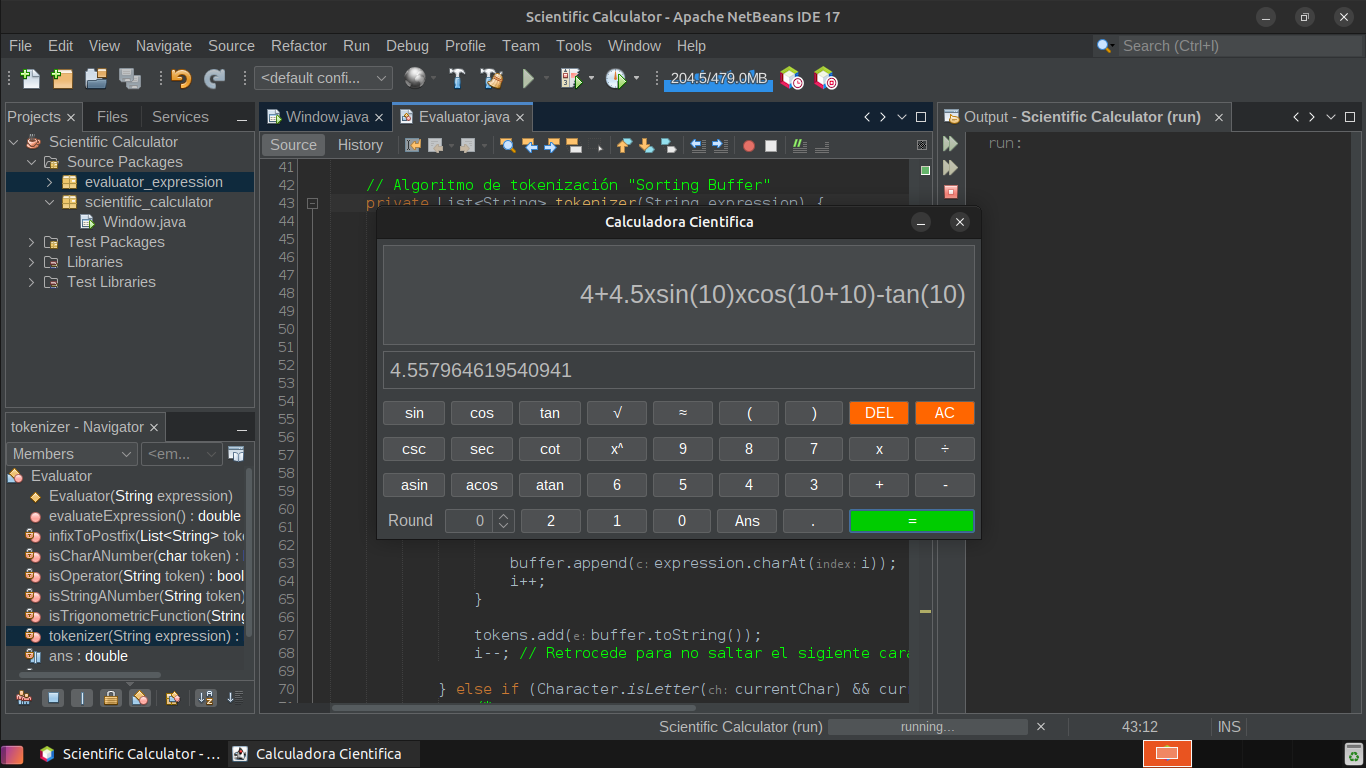 Scientific Calculator - Apache NetBeans IDE 17
File Edit View Navigate Source Refactor Run Debug Profile Team Tools Window Help
Search (Ctrl+I)
<default confi...
204.5/479.0MB
Projects
Files
Services
Scientific Calculator
Source Packages
evaluator_expression
scientific_calculator
Window.java
Test Packages
Libraries
Test Libraries
tokenizer - Navigator
Members
<em...
Evaluator
Evaluator(String expression)
evaluateExpression() : double
infixToPostfix(List<String> toke
isCharANumber(char token) :
isOperator(String token) : bool
isStringANumber(String token)
isTrigonometricFunction(String
tokenizer(String expression) :
ans : double
Window.java
Evaluator.java
Source History
41
42 // Algoritmo de tokenización "Sorting Buffer"
43 private List<String> tokenizer(String expression) {
44
45
46
47
48
49
50
51
52
53
54
55
56
57
58
59
60
61
62
63 buffer.append(c: expression.charAt(index: i));
64 i++;
65 }
66
67 tokens.add(e: buffer.toString());
68 i--; // Retrocede para no saltar el sigiente cara
69
70 } else if (Character.isLetter(ch: currentChar) && cur
Calculadora Cientifica
4+4.5xsin(10)xcos(10+10)-tan(10)
4.557964619540941
sin cos tan √ ≈ ( ) DEL AC
csc sec cot x^ 9 8 7 x ÷
asin acos atan 6 5 4 3 + -
Round 0 2 1 0 Ans . =
Output - Scientific Calculator (run)
run:
Scientific Calculator (run)
running...
43:12
INS
Scientific Calculator - ...
Calculadora Cientifica